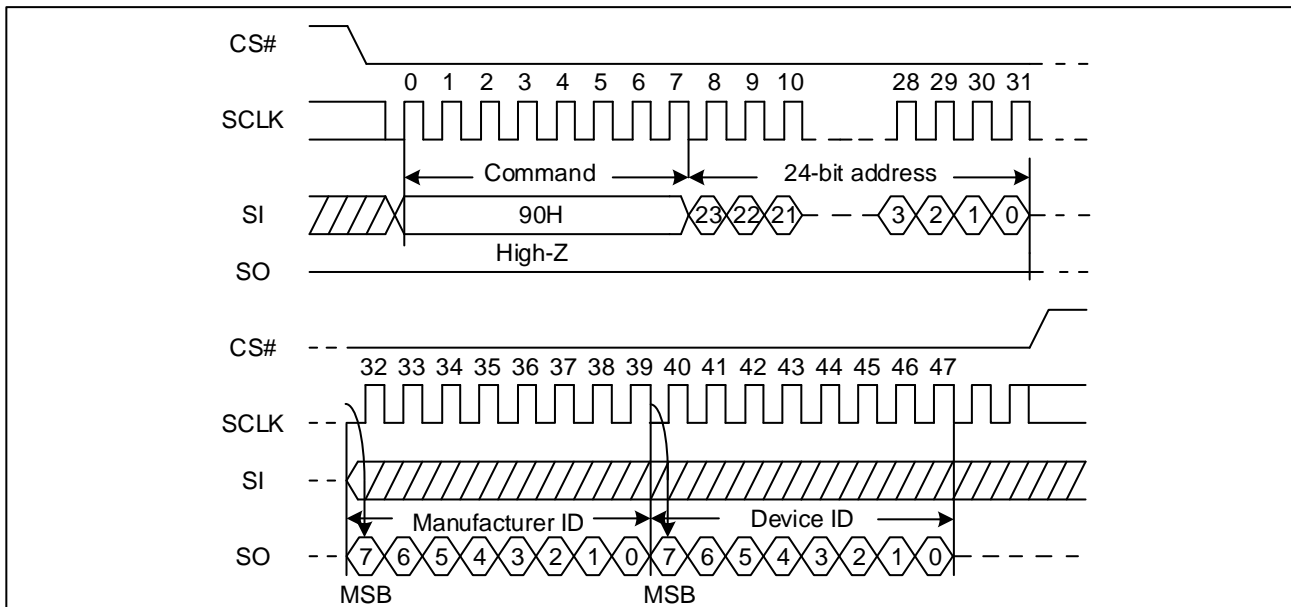 CS#
0 1 2 3 4 5 6 7 8 9 10 28 29 30 31
SCLK
Command 24-bit address
SI 90H 23 22 21 3 2 1 0
High-Z
SO
CS#
32 33 34 35 36 37 38 39 40 41 42 43 44 45 46 47
SCLK
SI
Manufacturer ID Device ID
SO 7 6 5 4 3 2 1 0 7 6 5 4 3 2 1 0
MSB MSB